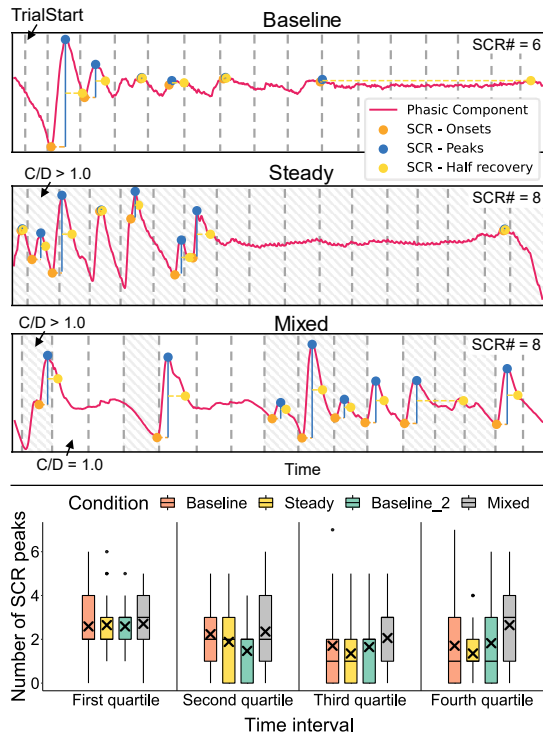 Baseline
TrialStart
SCR# = 6
Phasic Component
SCR - Onsets
SCR - Peaks
SCR - Half recovery
Steady
C/D > 1.0
SCR# = 8
Mixed
C/D > 1.0
SCR# = 8
C/D = 1.0
Time
Condition Baseline Steady Baseline_2 Mixed
Number of SCR peaks
6
4
2
0
First quartile Second quartile Third quartile Fourth quartile
Time interval